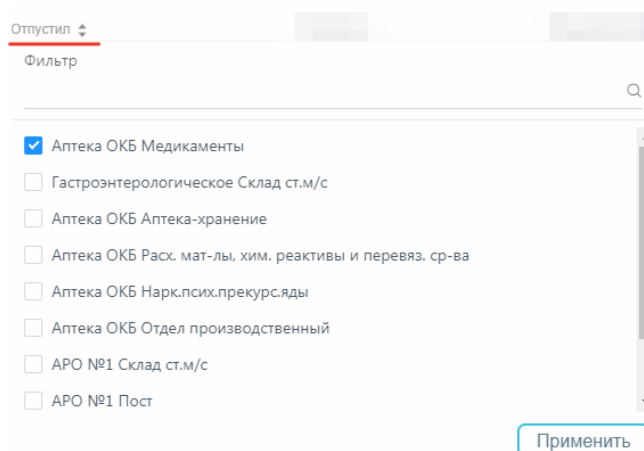 Отпустил
Фильтр
Аптека ОКБ Медикаменты
Гастроэнтерологическое Склад ст.м/с
Аптека ОКБ Аптека-хранение
Аптека ОКБ Расх. мат-лы, хим. реактивы и перевяз. ср-ва
Аптека ОКБ Нарк.псих.прекурс.яды
Аптека ОКБ Отдел производственный
АРО №1 Склад ст.м/с
АРО №1 Пост
Применить